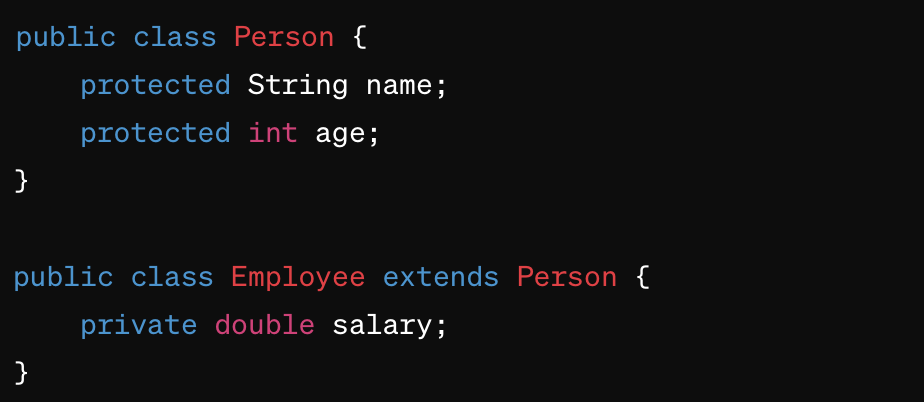 public class Person {
    protected String name;
    protected int age;
}

public class Employee extends Person {
    private double salary;
}